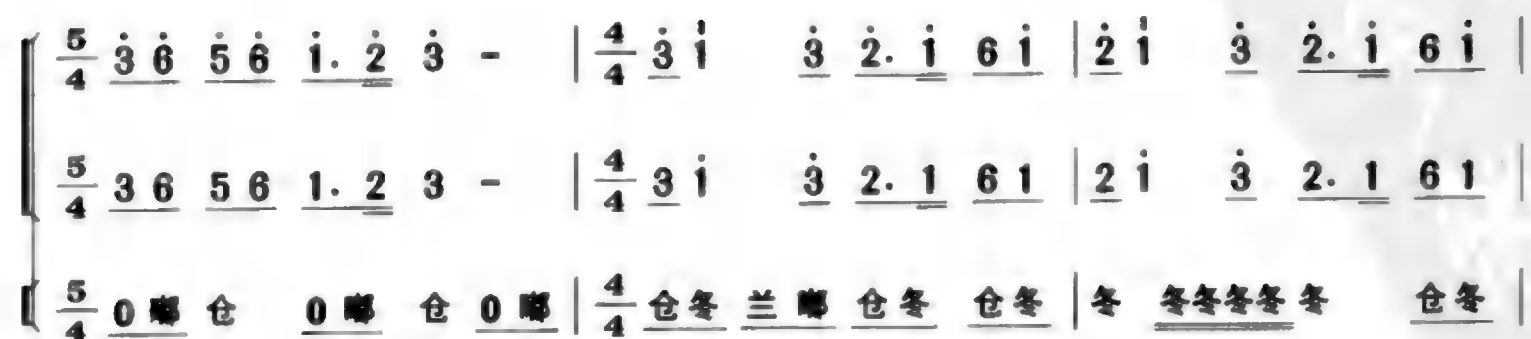 5/4 3̇ 6̇ 5̇ 6̇ 1̇. 2̇ 3̇ - | 4/4 3̇ 1̇ 3̇ 2̇. 1̇ 6 1̇ | 2̇ 1̇ 3̇ 2̇. 1̇ 6 1̇ |
5/4 3 6 5 6 1. 2 3 - | 4/4 3 1̇ 3̇ 2. 1 6 1 | 2 1̇ 3̇ 2. 1 6 1 |
5/4 0 仓 0 仓 0 | 4/4 仓冬 兰 仓冬 仓冬 | 冬 冬冬冬冬冬 仓冬 |